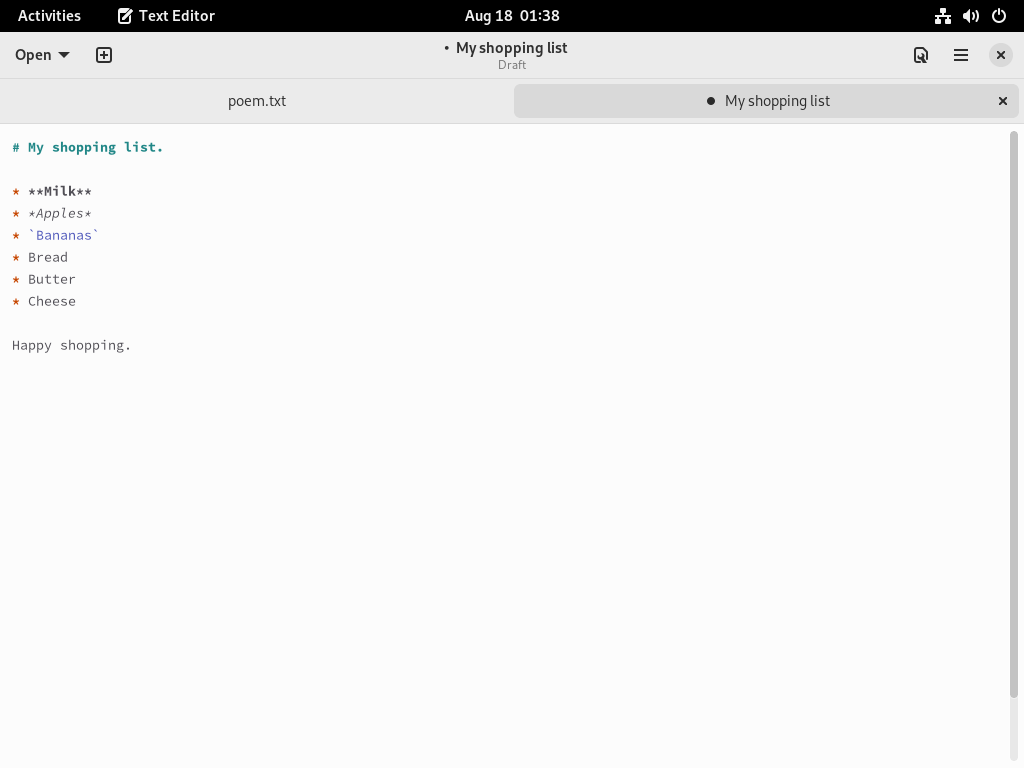 Activities
Text Editor
Aug 18 01:38
Open
• My shopping list
Draft
poem.txt
● My shopping list
# My shopping list.
* **Milk**
* *Apples*
* `Bananas`
* Bread
* Butter
* Cheese
Happy shopping.